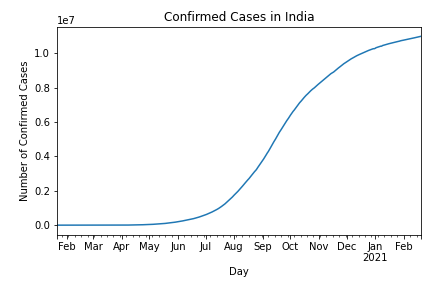 Confirmed Cases in India
1e7
1.0
0.8
0.6
0.4
0.2
0.0
Number of Confirmed Cases
Feb Mar Apr May Jun Jul Aug Sep Oct Nov Dec Jan Feb
2021
Day